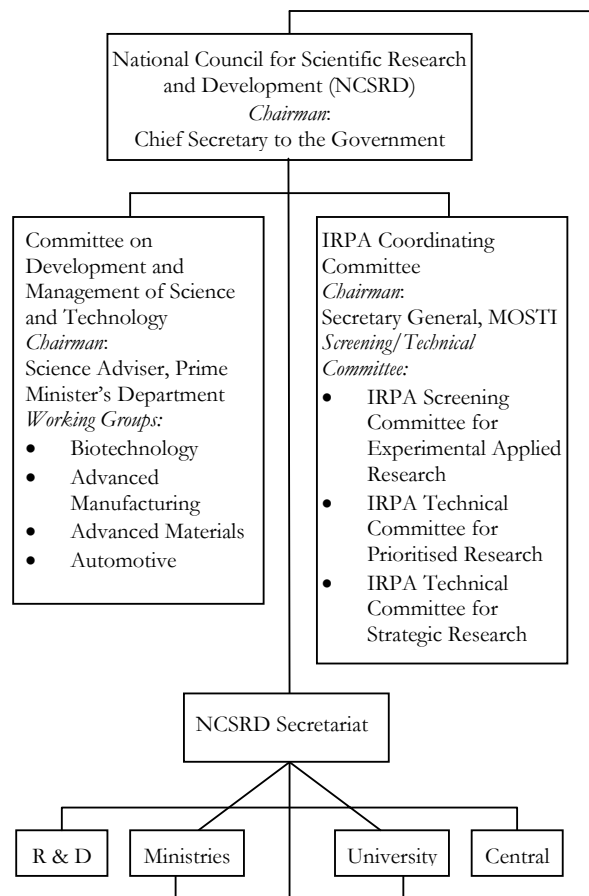 National Council for Scientific Research
and Development (NCSRD)
Chairman:
Chief Secretary to the Government
Committee on
Development and
Management of Science
and Technology
Chairman:
Science Adviser, Prime
Minister’s Department
Working Groups:
• Biotechnology
• Advanced
Manufacturing
• Advanced Materials
• Automotive
IRPA Coordinating
Committee
Chairman:
Secretary General, MOSTI
Screening/Technical
Committee:
• IRPA Screening
Committee for
Experimental Applied
Research
• IRPA Technical
Committee for
Prioritised Research
• IRPA Technical
Committee for
Strategic Research
NCSRD Secretariat
R & D
Ministries
University
Central